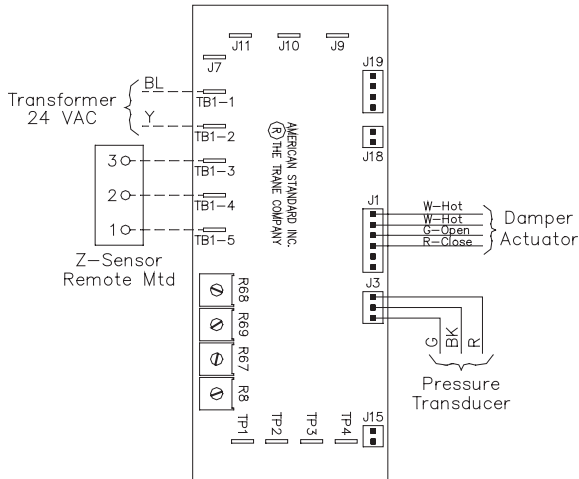 J11
J10
J9
J7
J19
BL
Transformer
24 VAC
TB1-1
Y
TB1-2
J18
AMERICAN STANDARD INC.
® THE TRANE COMPANY
3
TB1-3
2
TB1-4
1
TB1-5
Z-Sensor
Remote Mtd
J1
W-Hot
W-Hot
G-Open
R-Close
Damper
Actuator
J3
G
BK
R
Pressure
Transducer
R68
R69
R67
R8
TP1
TP2
TP3
TP4
J15